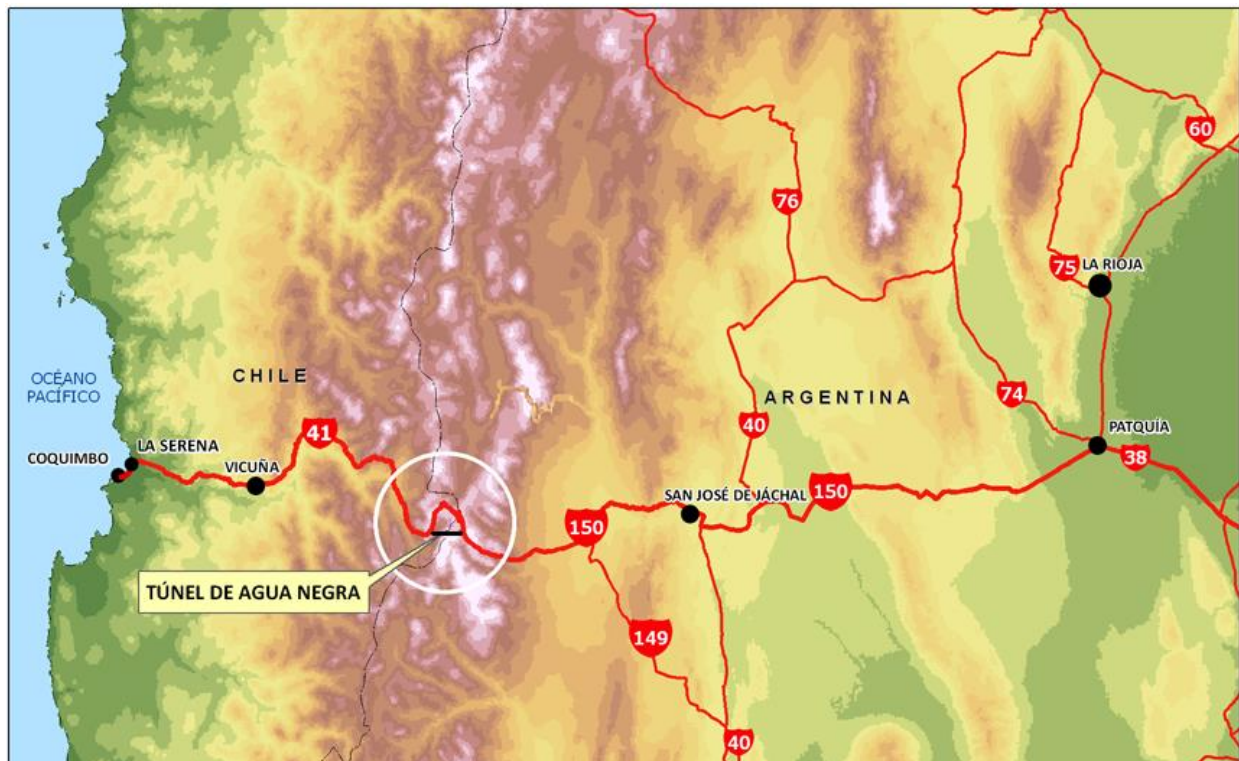 60
76
75
LA RIOJA
OCÉANO
PACÍFICO
CHILE
ARGENTINA
74
40
41
LA SERENA
COQUIMBO
VICUÑA
PATQUÍA
38
SAN JOSÉ DE JÁCHAL
150
150
TÚNEL DE AGUA NEGRA
149
40